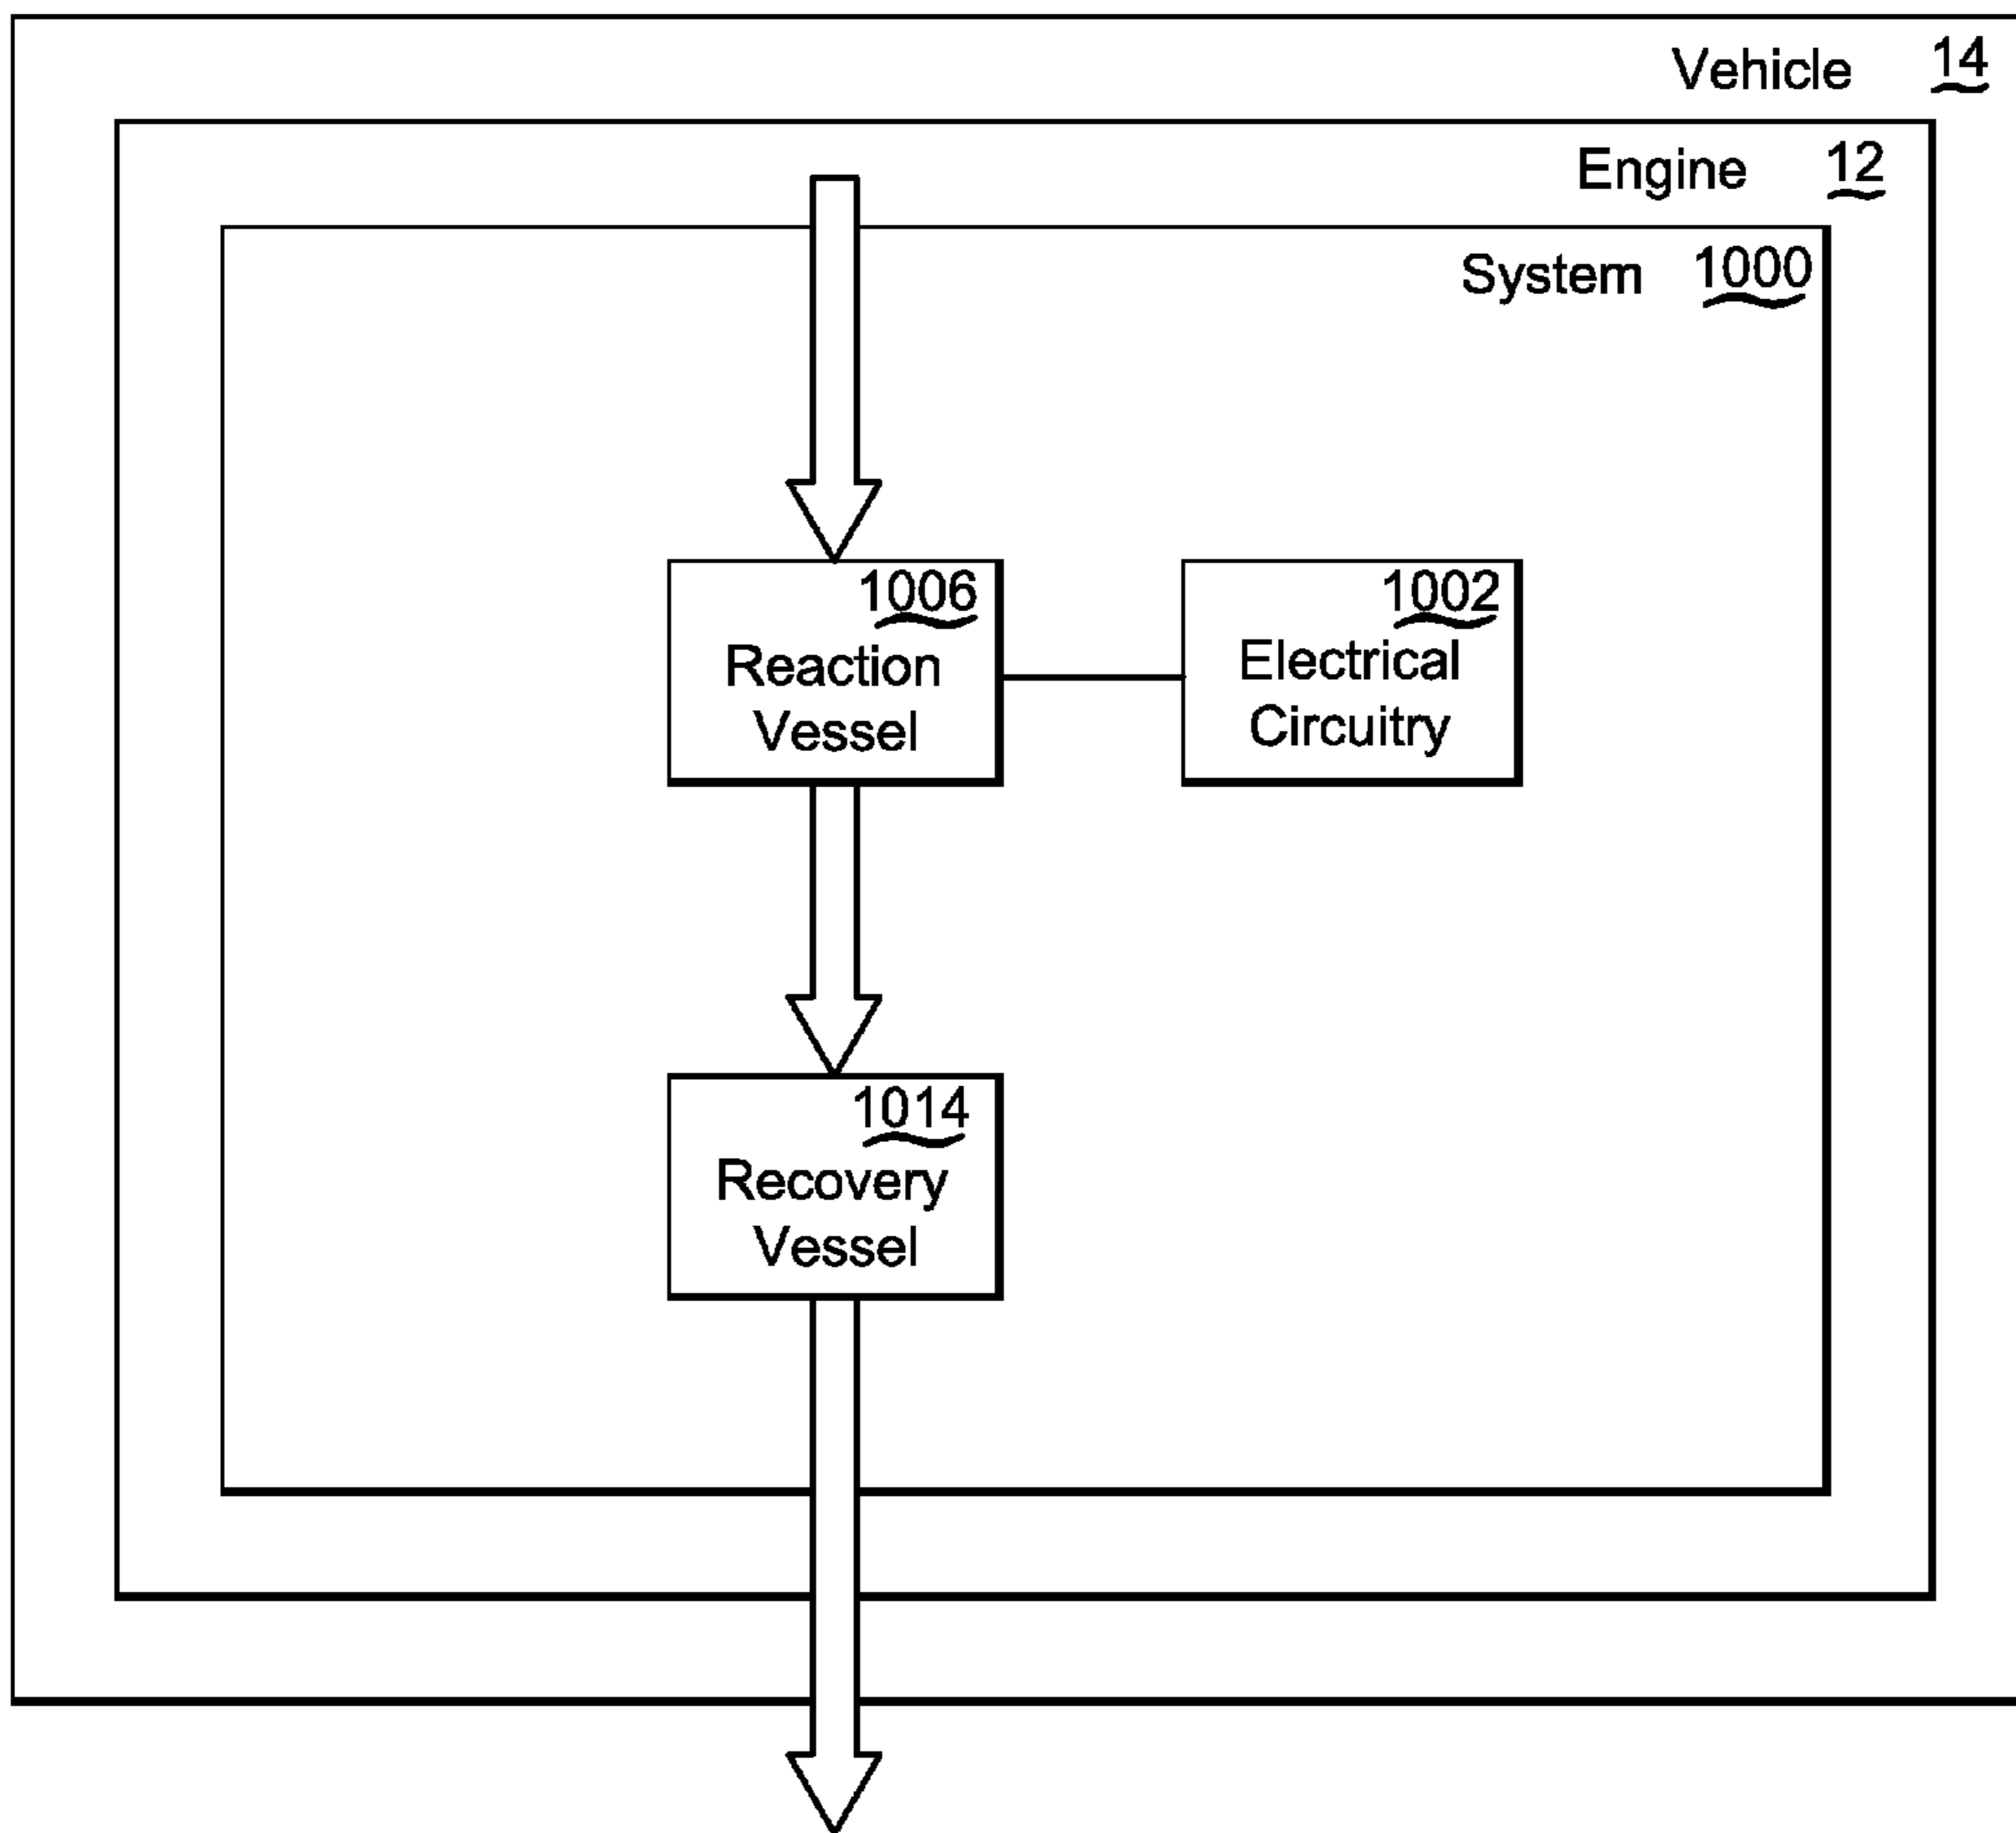 Vehicle 14
Engine 12
System 1000
1006
Reaction
Vessel
1002
Electrical
Circuitry
1014
Recovery
Vessel